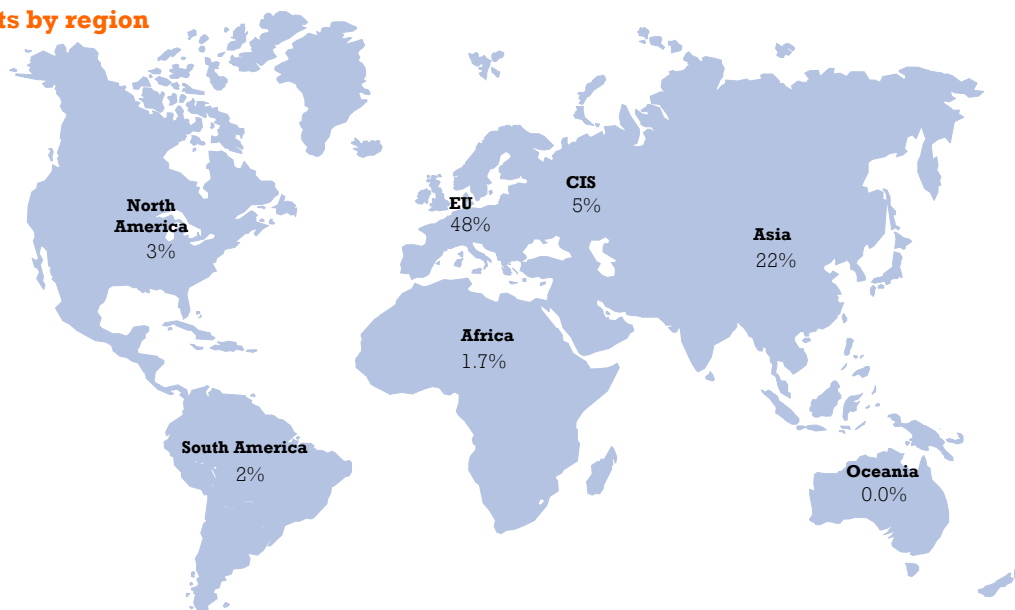 ts by region
CIS
5%
North
America
3%
EU
48%
Asia
22%
Africa
1.7%
South America
2%
Oceania
0.0%